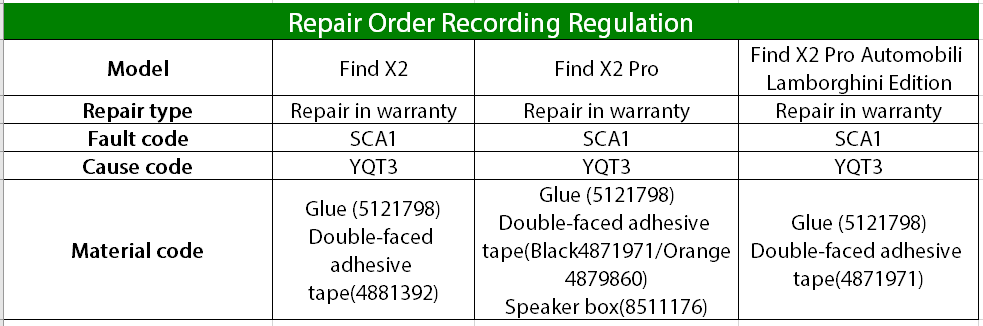 Repair Order Recording Regulation
Model
Find X2
Find X2 Pro
Find X2 Pro Automobili
Lamborghini Edition
Repair type
Repair in warranty
Repair in warranty
Repair in warranty
Fault code
SCA1
SCA1
SCA1
Cause code
YQT3
YQT3
YQT3
Material code
Glue (5121798)
Double-faced
adhesive
tape(4881392)
Glue (5121798)
Double-faced adhesive
tape(Black4871971/Orange
4879860)
Speaker box(8511176)
Glue (5121798)
Double-faced adhesive
tape(4871971)